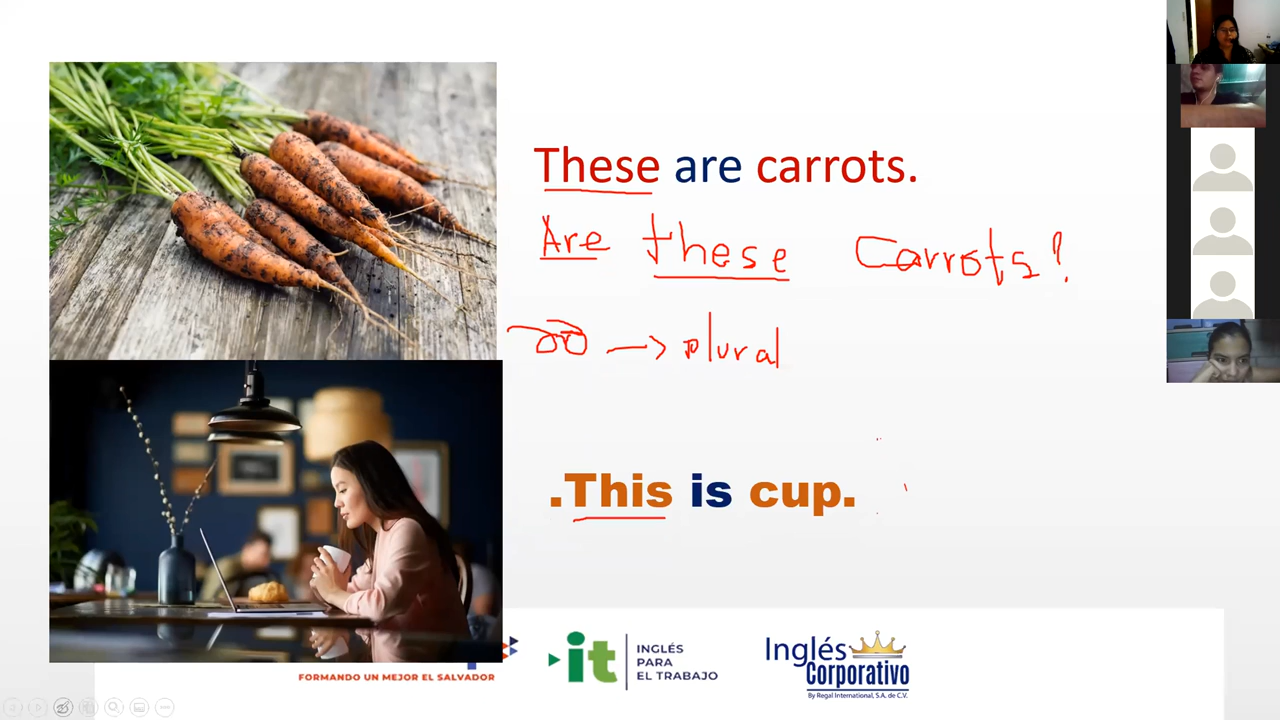 These are carrots.
Are these Carrots?
→ plural
.This is cup.
FORMANDO UN MEJOR EL SALVADOR
it
INGLÉS
PARA
EL TRABAJO
Inglés
Corporativo
By Regal International, S.A. de C.V.